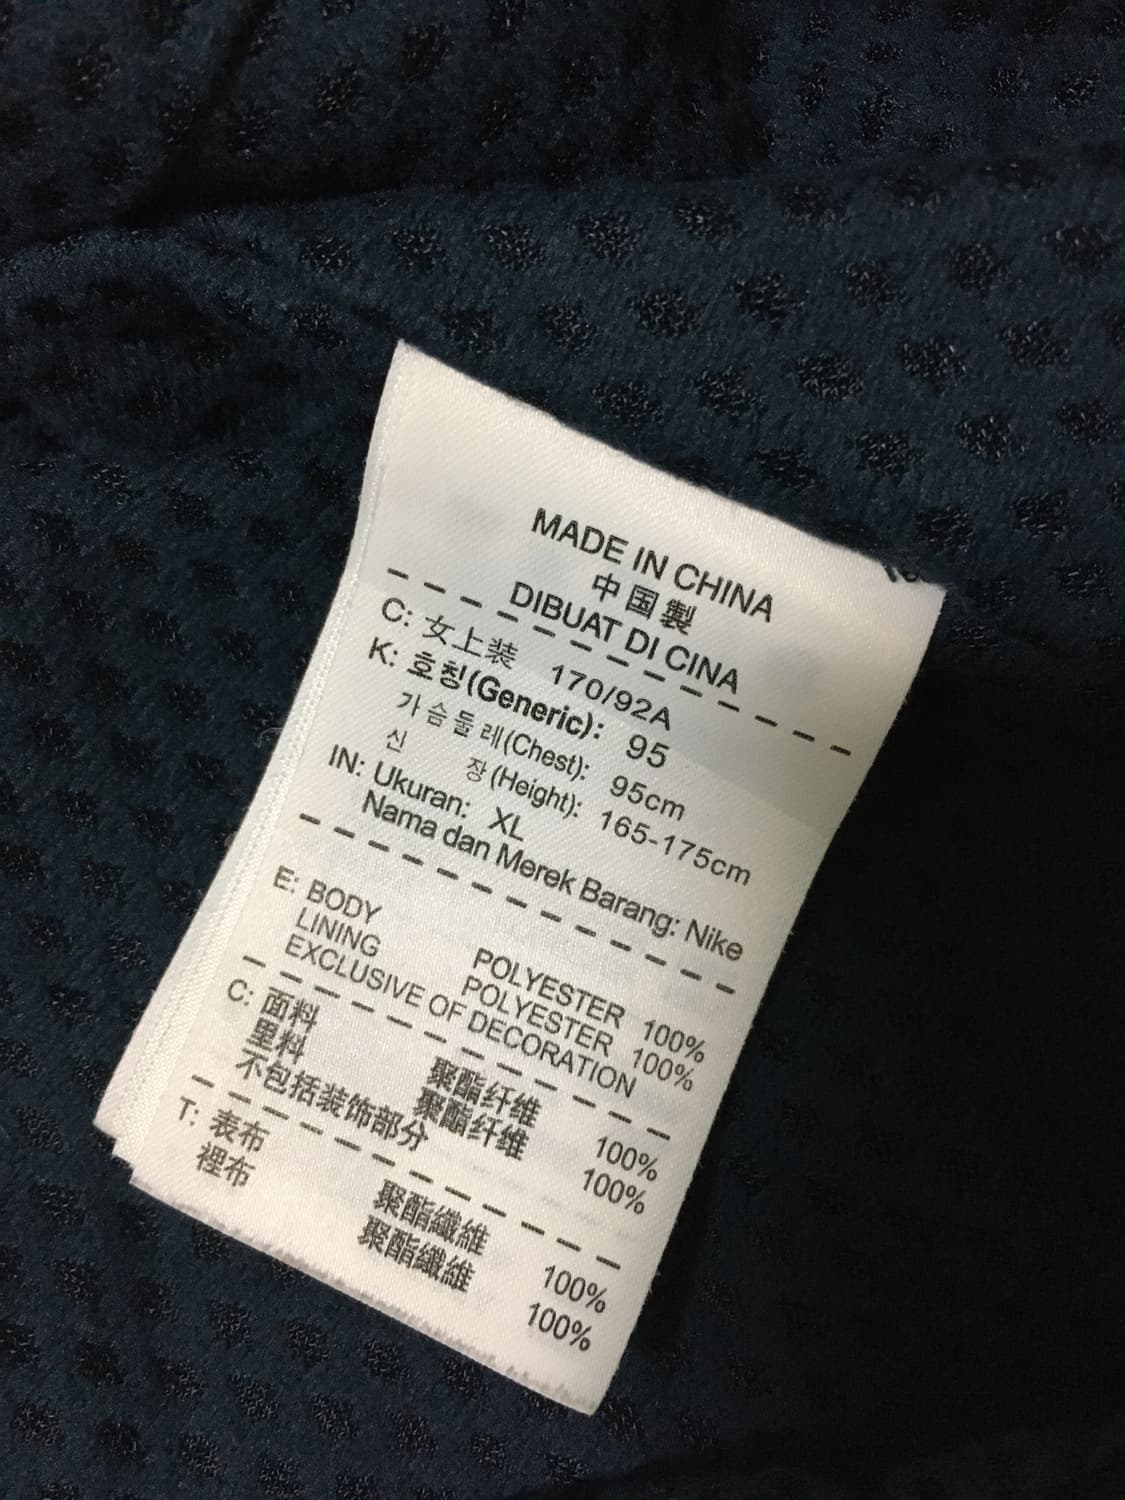 MADE IN CHINA
中国製
DIBUAT DI CINA
C: 女上装 170/92A
K: 호칭(Generic): 95
가슴둘레(Chest): 95cm
신 장(Height): 165-175cm
IN: Ukuran: XL
Nama dan Merek Barang: Nike
E: BODY POLYESTER 100%
LINING POLYESTER 100%
EXCLUSIVE OF DECORATION
C: 面料 聚酯纤维 100%
里料 聚酯纤维 100%
不包括装饰部分
T: 表布 聚酯纖維 100%
裡布 聚酯纖維 100%